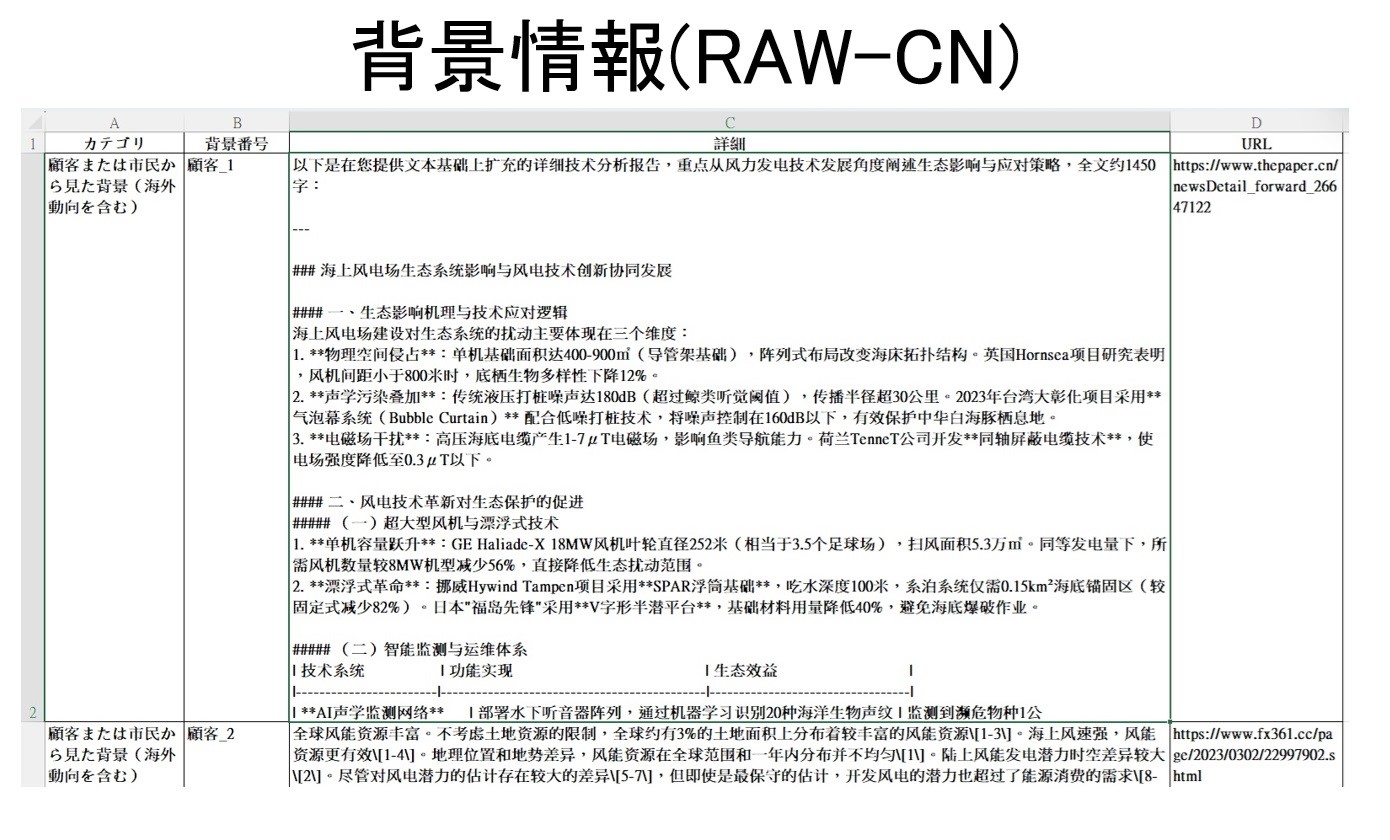 背景情報(RAW-CN)
A B C D
1 カテゴリ 背景番号 詳細 URL
顧客または市民か
ら見た背景（海外
動向を含む）
顧客_1
以下是在您提供文本基础上扩充的详细技术分析报告，重点从风力发电技术发展角度阐述生态影响与应对策略，全文约1450
字：
---
### 海上风电场生态系统影响与风电技术创新协同发展
#### 一、生态影响机理与技术应对逻辑
海上风电场建设对生态系统的扰动主要体现在三个维度：
1. **物理空间侵占**：单机基础面积达400-900㎡（导管架基础），阵列式布局改变海床拓扑结构。英国Hornsea项目研究表明
，风机间距小于800米时，底栖生物多样性下降12%。
2. **声学污染叠加**：传统液压打桩噪声达180dB（超过鲸类听觉阈值），传播半径超30公里。2023年台湾大彰化项目采用**
气泡幕系统（Bubble Curtain）** 配合低噪打桩技术，将噪声控制在160dB以下，有效保护中华白海豚栖息地。
3. **电磁场干扰**：高压海底电缆产生1-7μT电磁场，影响鱼类导航能力。荷兰TenneT公司开发**同轴屏蔽电缆技术**，使
电场强度降低至0.3μT以下。
#### 二、风电技术革新对生态保护的促进
##### （一）超大型风机与漂浮式技术
1. **单机容量跃升**：GE Haliade-X 18MW风机叶轮直径252米（相当于3.5个足球场），扫风面积5.3万㎡。同等发电量下，所
需风机数量较8MW机型减少56%，直接降低生态扰动范围。
2. **漂浮式革命**：挪威Hywind Tampen项目采用**SPAR浮筒基础**，吃水深度100米，系泊系统仅需0.15km²海底锚固区（较
固定式减少82%）。日本"福岛先锋"采用**V字形半潜平台**，基础材料用量降低40%，避免海底爆破作业。
##### （二）智能监测与运维体系
| 技术系统 | 功能实现 | 生态效益 |
|------------------------|---------------------------------------------|----------------------------------|
| **AI声学监测网络** | 部署水下听音器阵列，通过机器学习识别20种海洋生物声纹 | 监测到濒危物种1公
https://www.thepaper.cn/
newsDetail_forward_266
47122
2
顧客または市民か
ら見た背景（海外
動向を含む）
顧客_2
全球风能资源丰富。不考虑土地资源的限制，全球约有3%的土地面积上分布着较丰富的风能资源\[1-3\]。海上风速强，风能
资源更有效\[1-4\]。地理位置和地势差异，风能资源在全球范围和一年内分布并不均匀\[1\]。陆上风能发电潜力时空差异较大
\[2\]。尽管对风电潜力的估计存在较大的差异\[5-7\]，但即使是最保守的估计，开发风电的潜力也超过了能源消费的需求\[8-
https://www.fx361.cc/pa
ge/2023/0302/22997902.s
html